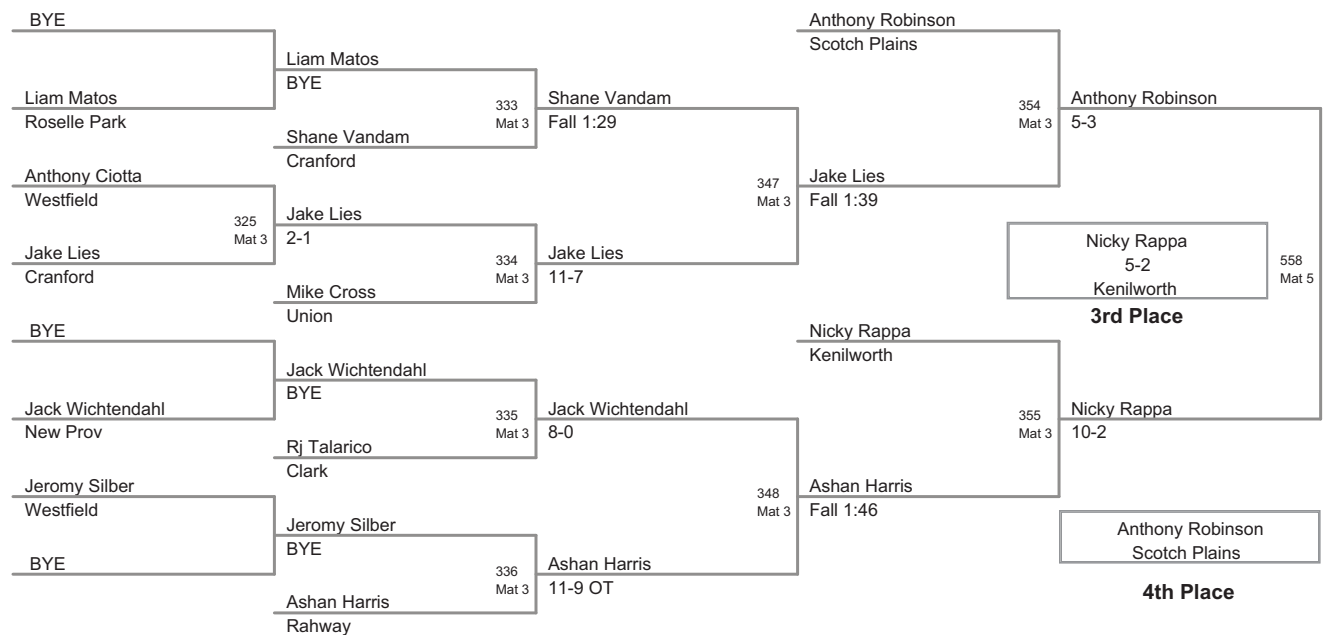 BYE
Liam Matos
Roselle Park
Anthony Ciotta
Westfield
325
Mat 3
Jake Lies
Cranford
BYE
Jack Wichtendahl
New Prov
Jeromy Silber
Westfield
BYE
Liam Matos
BYE
333
Mat 3
Shane Vandam
Cranford
Jake Lies
2-1
334
Mat 3
Mike Cross
Union
Jack Wichtendahl
BYE
335
Mat 3
Rj Talarico
Clark
Jeromy Silber
BYE
336
Mat 3
Ashan Harris
Rahway
Shane Vandam
Fall 1:29
347
Mat 3
Jake Lies
11-7
Jack Wichtendahl
8-0
348
Mat 3
Ashan Harris
11-9 OT
Anthony Robinson
Scotch Plains
354
Mat 3
Jake Lies
Fall 1:39
Nicky Rappa
Kenilworth
355
Mat 3
Ashan Harris
Fall 1:46
Anthony Robinson
5-3
Nicky Rappa
5-2
Kenilworth
3rd Place
558
Mat 5
Nicky Rappa
10-2
Anthony Robinson
Scotch Plains
4th Place